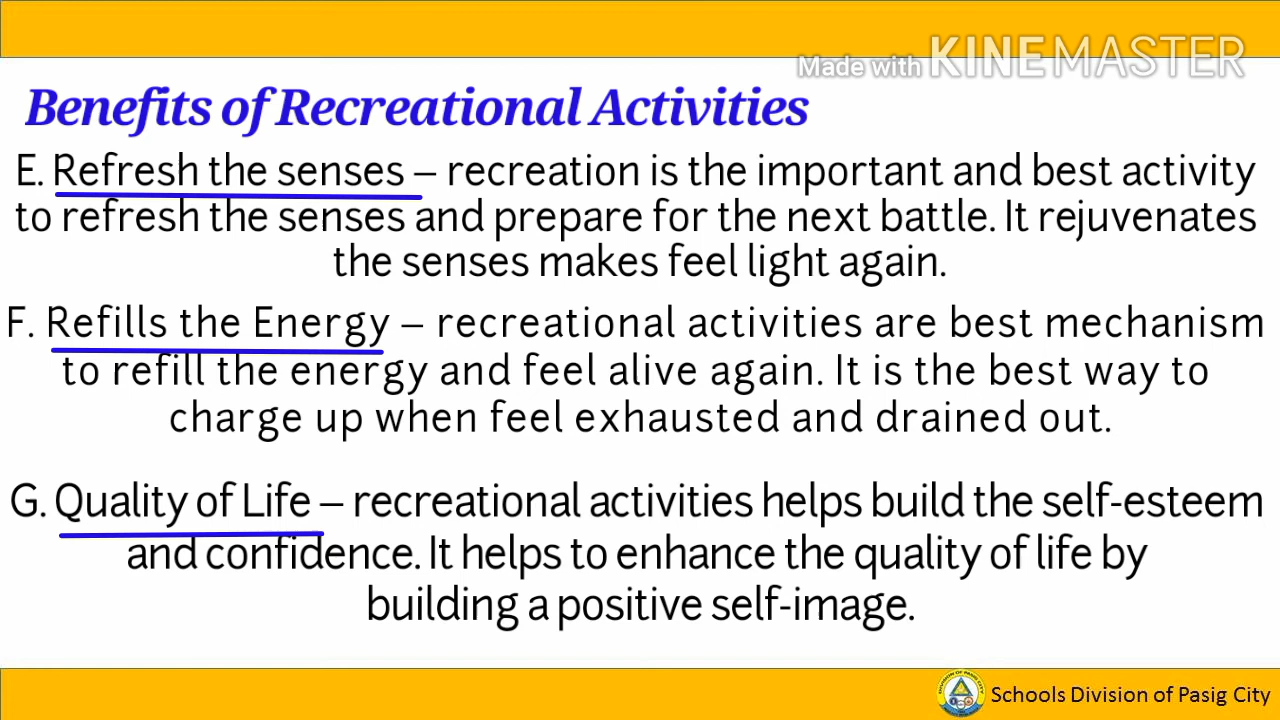 Made with KINEMASTER
Benefits of Recreational Activities
E. Refresh the senses – recreation is the important and best activity
to refresh the senses and prepare for the next battle. It rejuvenates
the senses makes feel light again.
F. Refills the Energy – recreational activities are best mechanism
to refill the energy and feel alive again. It is the best way to
charge up when feel exhausted and drained out.
G. Quality of Life – recreational activities helps build the self-esteem
and confidence. It helps to enhance the quality of life by
building a positive self-image.
Schools Division of Pasig City